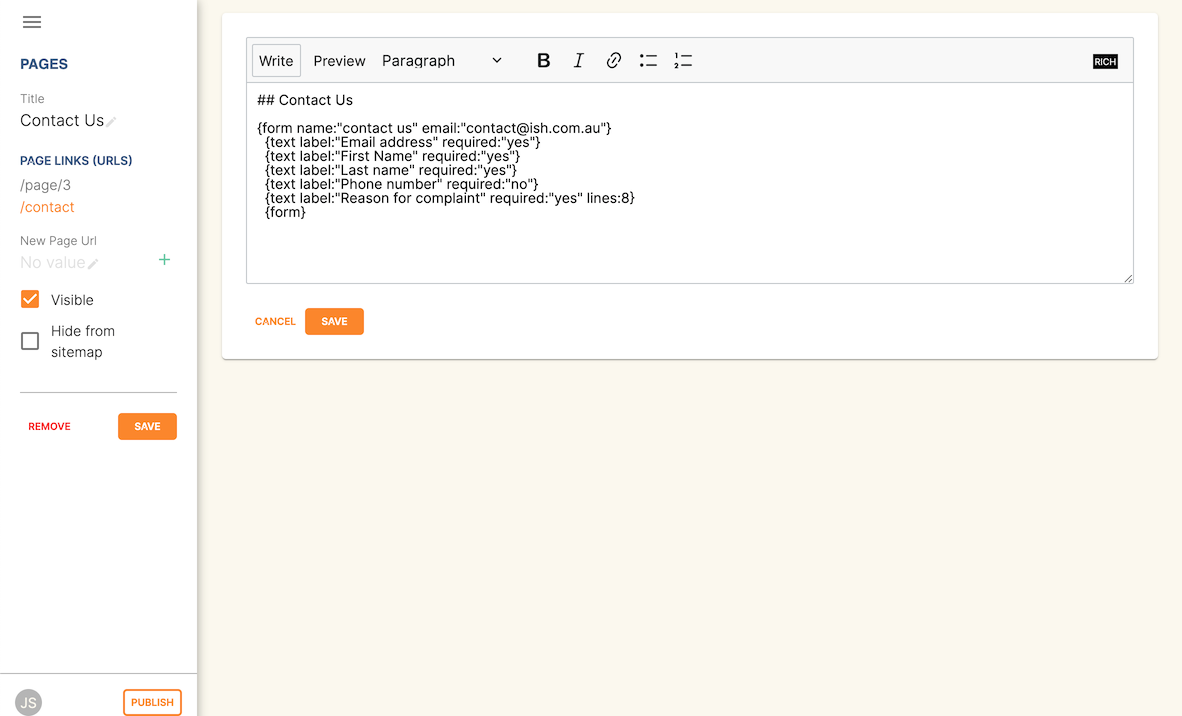 PAGES
Title
Contact Us
PAGE LINKS (URLS)
/page/3
/contact
New Page Url
No value
+
Visible
Hide from
sitemap
REMOVE SAVE
JS PUBLISH
Write Preview Paragraph B I RICH
## Contact Us
{form name:"contact us" email:"contact@ish.com.au"}
{text label:"Email address" required:"yes"}
{text label:"First Name" required:"yes"}
{text label:"Last name" required:"yes"}
{text label:"Phone number" required:"no"}
{text label:"Reason for complaint" required:"yes" lines:8}
{form}
CANCEL SAVE